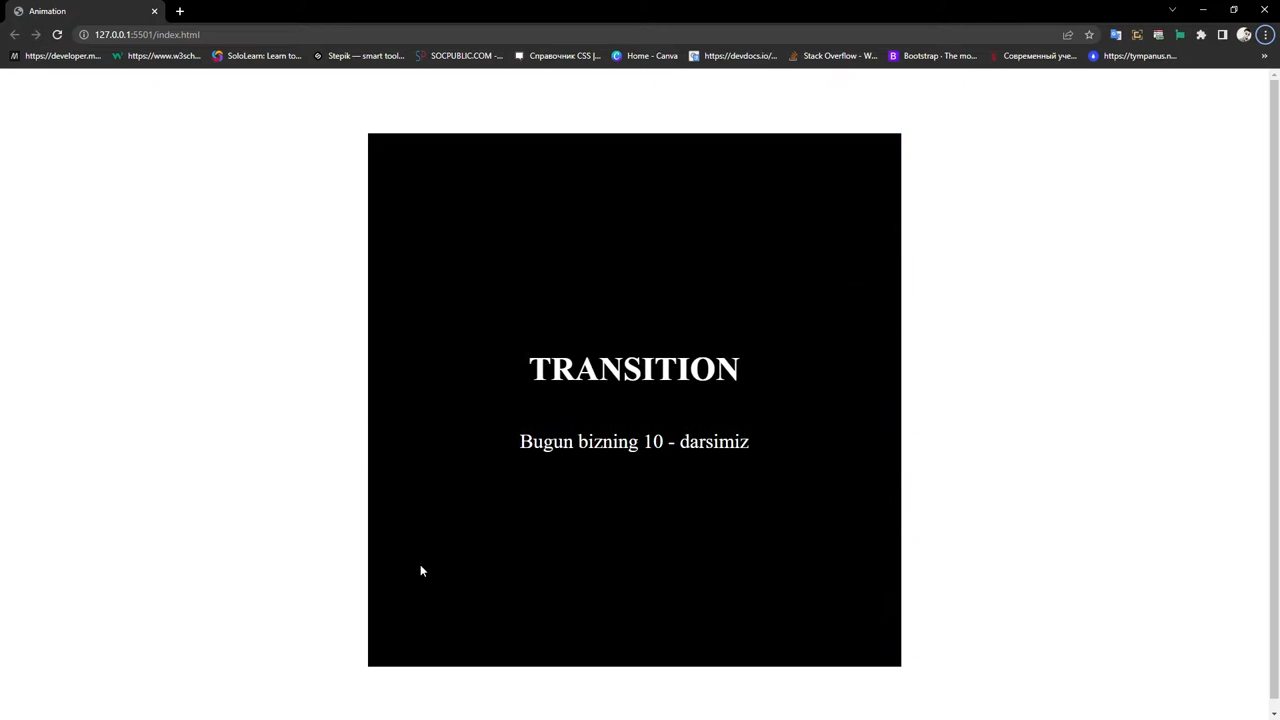 Animation
127.0.0.1:5501/index.html
https://developer.m...
https://www.w3sch...
SoloLearn: Learn to...
Stepik — smart tool...
SOCPUBLIC.COM -...
Справочник CSS |...
Home - Canva
https://devdocs.io/...
Stack Overflow - W...
Bootstrap · The mo...
Современный уче...
https://tympanus.n...
TRANSITION
Bugun bizning 10 - darsimiz